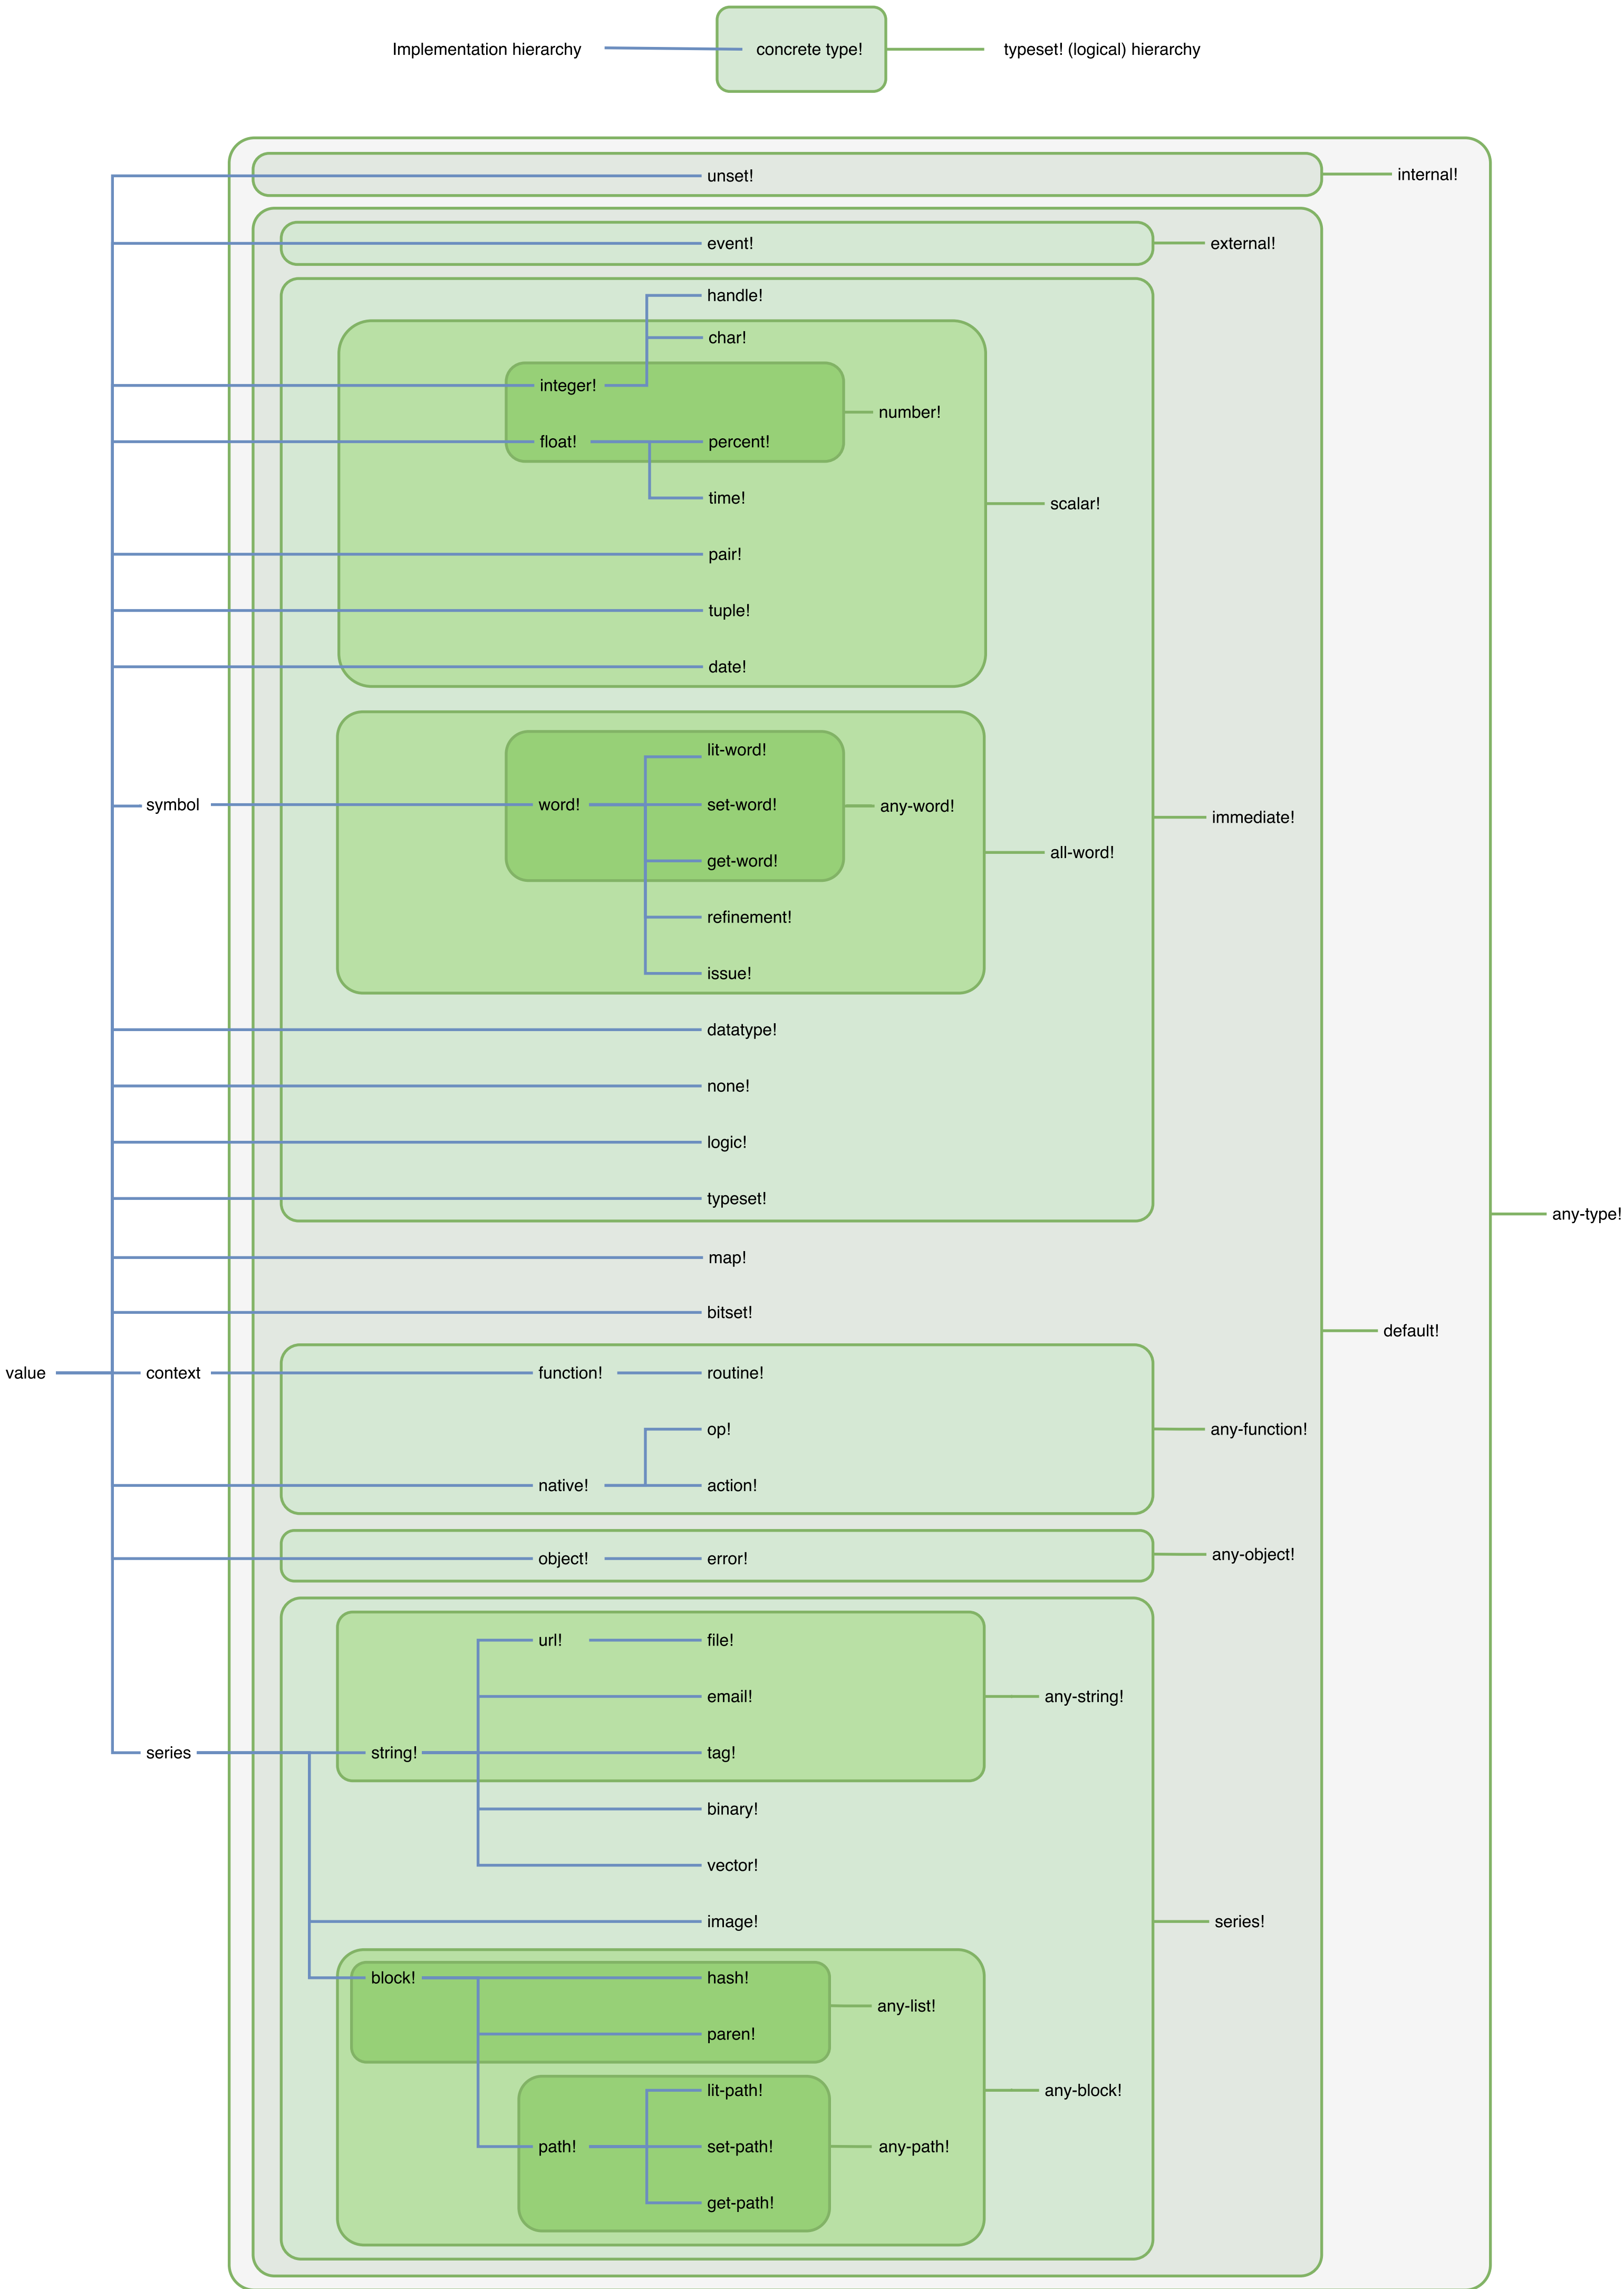 Implementation hierarchy concrete type! typeset! (logical) hierarchy
unset! internal!
event! external!
handle!
char!
integer!
number!
float! percent!
time! scalar!
pair!
tuple!
date!
lit-word!
symbol word! set-word! any-word!
immediate!
get-word! all-word!
refinement!
issue!
datatype!
none!
logic!
typeset!
any-type!
map!
bitset!
default!
value context function! routine!
op! any-function!
native! action!
object! error! any-object!
url! file!
email! any-string!
series string! tag!
binary!
vector!
image! series!
block! hash!
any-list!
paren!
lit-path! any-block!
path! set-path! any-path!
get-path!